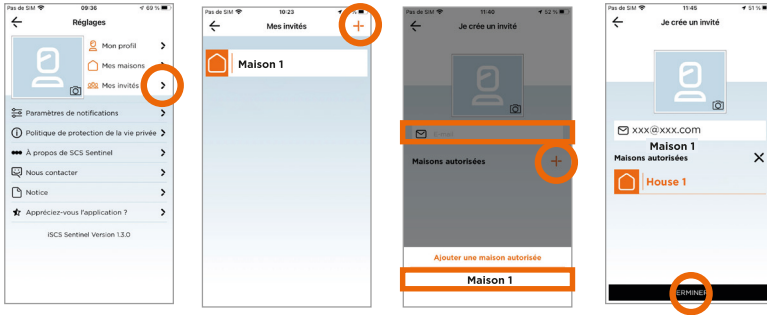 Pas de SIM 09:36 69 %
Réglages
Mon profil
Mes maisons
Mes invités
Paramètres de notifications
Politique de protection de la vie privée
À propos de SCS Sentinel
Nous contacter
Notice
Appréciez-vous l'application ?
iSCS Sentinel Version 1.3.0
Pas de SIM 10:23 %
Mes invités
Maison 1
Pas de SIM 11:40 52 %
Je crée un invité
E-mail
Maisons autorisées
Ajouter une maison autorisée
Maison 1
Pas de SIM 11:45 51 %
Je crée un invité
xxx@xxx.com
Maison 1
Maisons autorisées
House 1
TERMINER